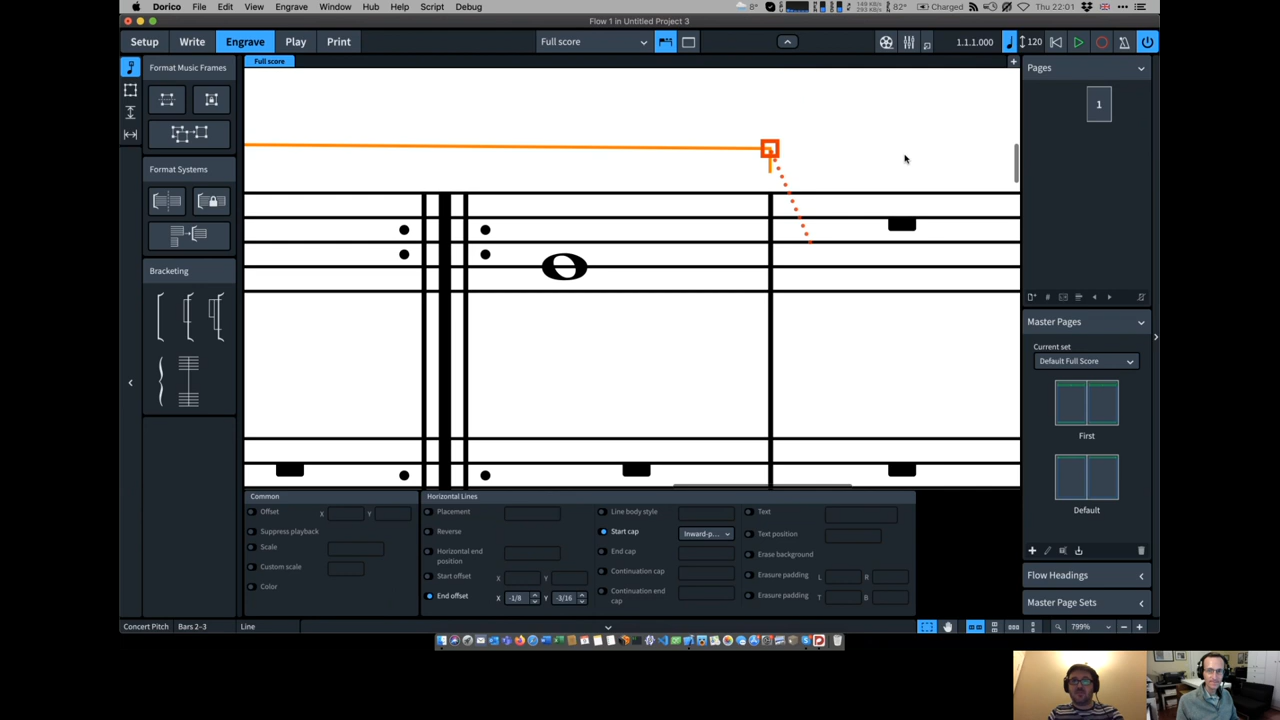 Dorico File Edit View Engrave Window Hub Help Script Debug 8° 149 KB/s 82° Charged Thu 22:01
Flow 1 in Untitled Project 3
Setup Write Engrave Play Print Full score 1.1.1.000 120
Format Music Frames
Full score
Pages
1
Format Systems
Bracketing
Master Pages
Current set
Default Full Score
First
Default
Common
Offset X Y
Suppress playback
Scale
Custom scale
Color
Horizontal Lines
Placement
Reverse
Horizontal end position
Start offset X Y
End offset X -1/8 Y -3/16
Line body style
Start cap Inward-p...
End cap
Continuation cap
Continuation end cap
Text
Text position
Erase background
Erasure padding L R
Erasure padding T B
Flow Headings
Master Page Sets
Concert Pitch Bars 2-3 Line 799%